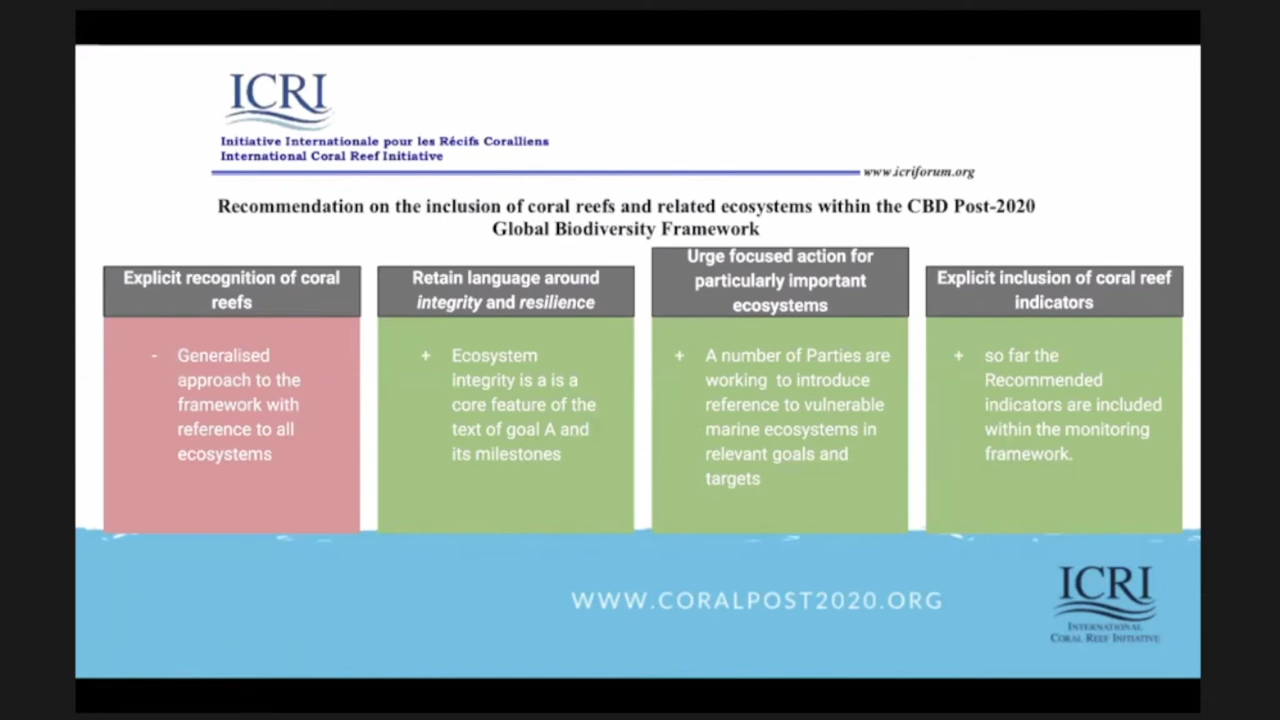 ICRI
Initiative Internationale pour les Récifs Coralliens
International Coral Reef Initiative
www.icriforum.org
Recommendation on the inclusion of coral reefs and related ecosystems within the CBD Post-2020
Global Biodiversity Framework
Explicit recognition of coral
reefs
- Generalised
approach to the
framework with
reference to all
ecosystems
Retain language around
integrity and resilience
+ Ecosystem
Integrity is a is a
core feature of the
text of goal A and
its milestones
Urge focused action for
particularly important
ecosystems
+ A number of Parties are
working to introduce
reference to vulnerable
marine ecosystems in
relevant goals and
targets
Explicit inclusion of coral reef
indicators
+ so far the
Recommended
indicators are included
within the monitoring
framework.
WWW.CORALPOST2020.ORG
ICRI
INTERNATIONAL
CORAL REEF INITIATIVE